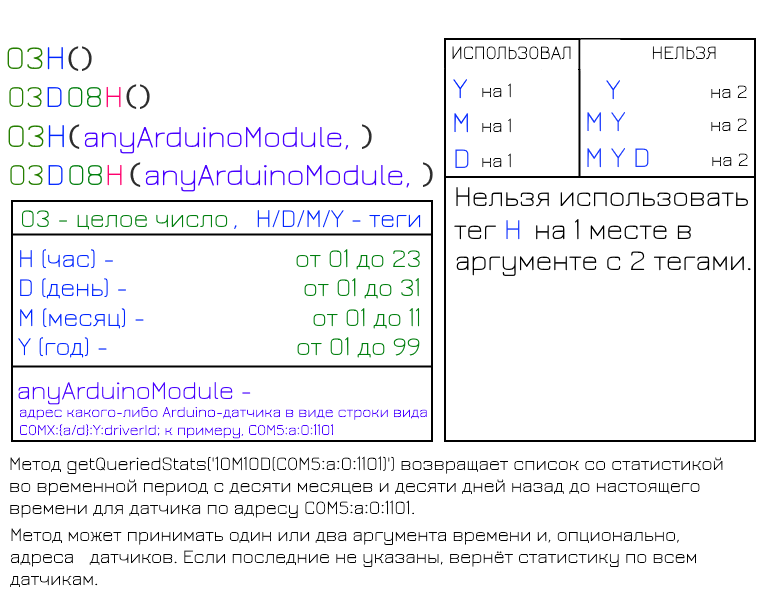 03H()
03D08H()
03H(anyArduinoModule, )
03D08H(anyArduinoModule, )
03 - целое число, H/D/M/Y - теги
H (час) - от 01 до 23
D (день) - от 01 до 31
M (месяц) - от 01 до 11
Y (год) - от 01 до 99
anyArduinoModule -
адрес какого-либо Arduino-датчика в виде строки вида
COMX:{a/d}:Y:driverId; к примеру, COM5:a:0:1101
ИСПОЛЬЗОВАЛ НЕЛЬЗЯ
Y на 1 Y на 2
M на 1 M Y на 2
D на 1 M Y D на 2
Нельзя использовать
тег H на 1 месте в
аргументе с 2 тегами.
Метод getQueriedStats('10M10D(COM5:a:0:1101)') возвращает список со статистикой
во временной период с десяти месяцев и десяти дней назад до настоящего
времени для датчика по адресу COM5:a:0:1101.
Метод может принимать один или два аргумента времени и, опционально,
адреса датчиков. Если последние не указаны, вернёт статистику по всем
датчикам.